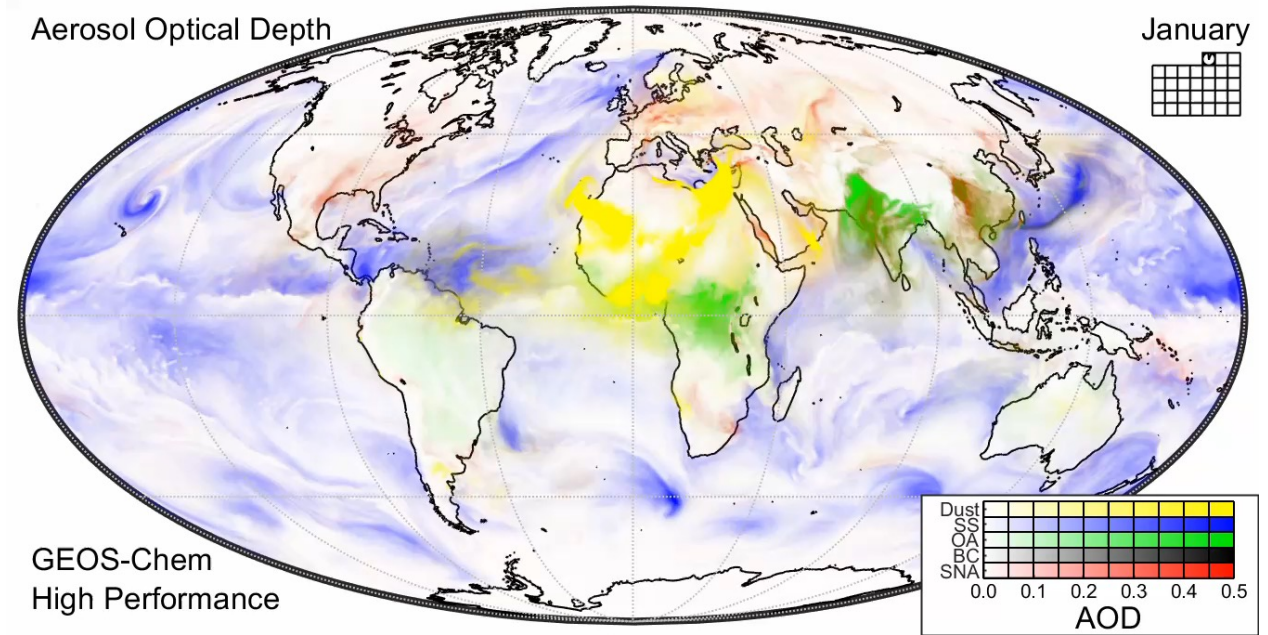 Aerosol Optical Depth
January
GEOS-Chem
High Performance
Dust
SS
OA
BC
SNA
0.0 0.1 0.2 0.3 0.4 0.5
AOD